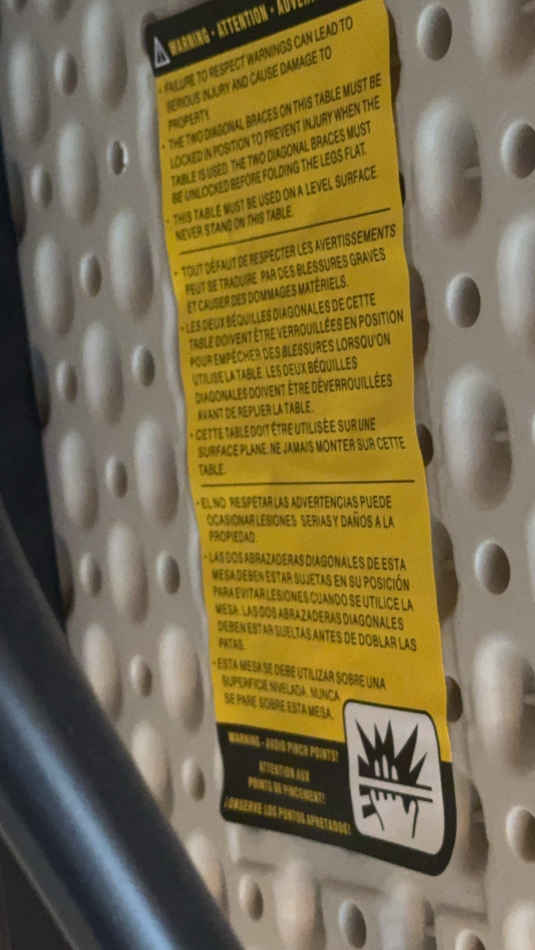 WARNING • ATTENTION •
• FAILURE TO RESPECT WARNINGS CAN LEAD TO
SERIOUS INJURY AND CAUSE DAMAGE TO
PROPERTY.
• THE TWO DIAGONAL BRACES ON THIS TABLE MUST BE
LOCKED IN POSITION TO PREVENT INJURY WHEN THE
TABLE IS USED. THE TWO DIAGONAL BRACES MUST
BE UNLOCKED BEFORE FOLDING THE LEGS FLAT.
• THIS TABLE MUST BE USED ON A LEVEL SURFACE.
NEVER STAND ON THIS TABLE.
• TOUT DÉFAUT DE RESPECTER LES AVERTISSEMENTS
PEUT SE TRADUIRE PAR DES BLESSURES GRAVES
ET CAUSER DES DOMMAGES MATÉRIELS.
• LES DEUX BÉQUILLES DIAGONALES DE CETTE
TABLE DOIVENT ÊTRE VERROUILLÉES EN POSITION
POUR EMPÊCHER DES BLESSURES LORSQU'ON
UTILISE LA TABLE. LES DEUX BÉQUILLES
DIAGONALES DOIVENT ÊTRE DÉVERROUILLÉES
AVANT DE REPLIER LA TABLE.
• CETTE TABLE DOIT ÊTRE UTILISÉE SUR UNE
SURFACE PLANE. NE JAMAIS MONTER SUR CETTE
TABLE.
• EL NO RESPETAR LAS ADVERTENCIAS PUEDE
OCASIONAR LESIONES SERIAS Y DAÑOS A LA
PROPIEDAD.
• LAS DOS ABRAZADERAS DIAGONALES DE ESTA
MESA DEBEN ESTAR SUJETAS EN SU POSICIÓN
PARA EVITAR LESIONES CUANDO SE UTILICE LA
MESA. LAS DOS ABRAZADERAS DIAGONALES
DEBEN ESTAR SUELTAS ANTES DE DOBLAR LAS
PATAS.
• ESTA MESA SE DEBE UTILIZAR SOBRE UNA
SUPERFICIE NIVELADA. NUNCA
SE PARE SOBRE ESTA MESA.
WARNING - AVOID PINCH POINTS!
ATTENTION AUX
POINTS DE PINCEMENT!
¡CONSERVE LOS PUNTOS APRETADOS!